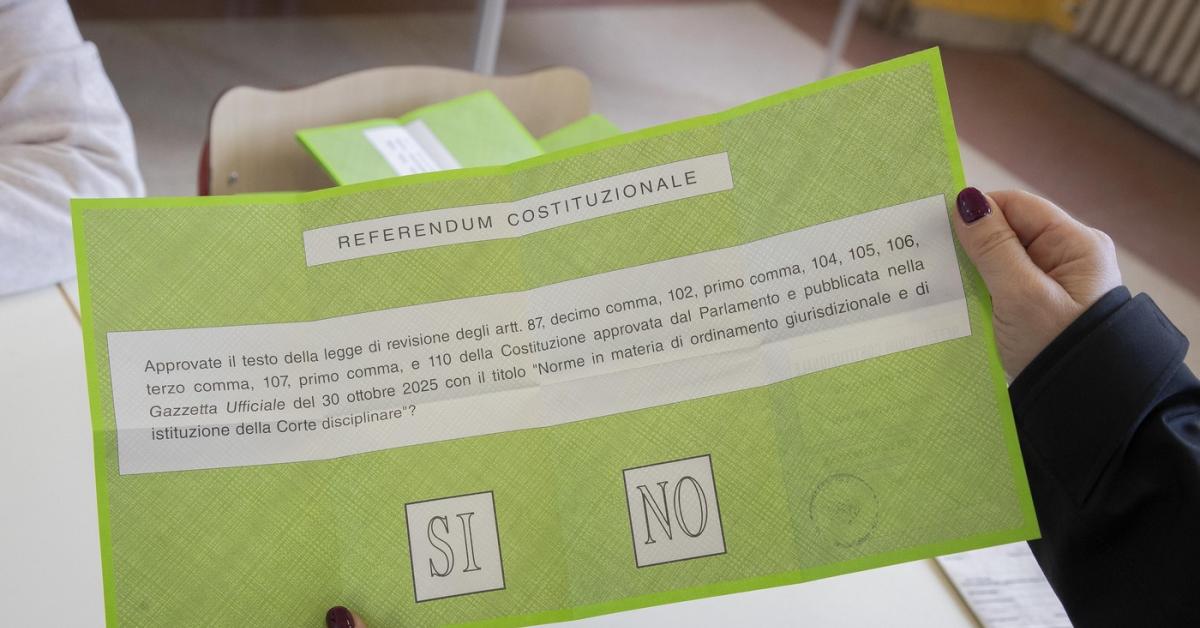 REFERENDUM COSTITUZIONALE
Approvate il testo della legge di revisione degli artt. 87, decimo comma, 102, primo comma, 104, 105, 106,
terzo comma, 107, primo comma, e 110 della Costituzione approvata dal Parlamento e pubblicata nella
Gazzetta Ufficiale del 30 ottobre 2025 con il titolo "Norme in materia di ordinamento giurisdizionale e di
istituzione della Corte disciplinare"?
SI NO